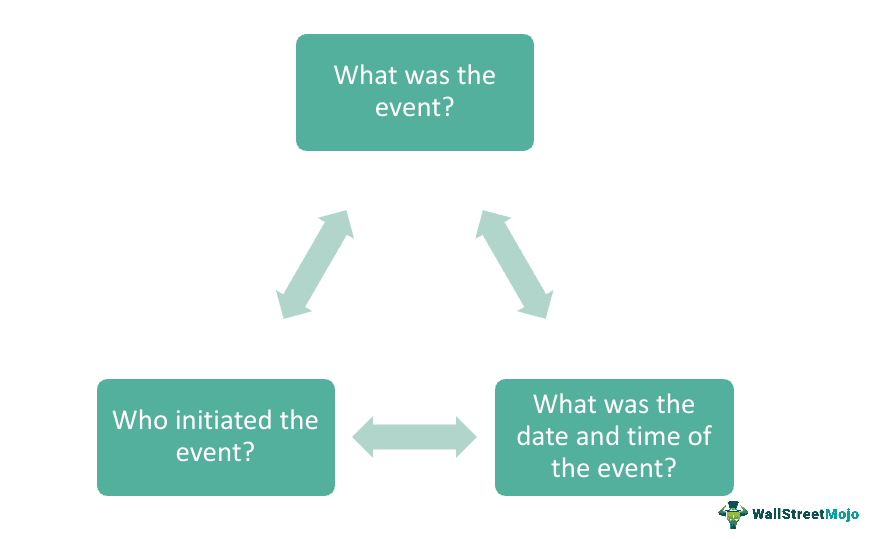 What was the
event?
Who initiated the
event?
What was the
date and time of
the event?
WallStreetMojo